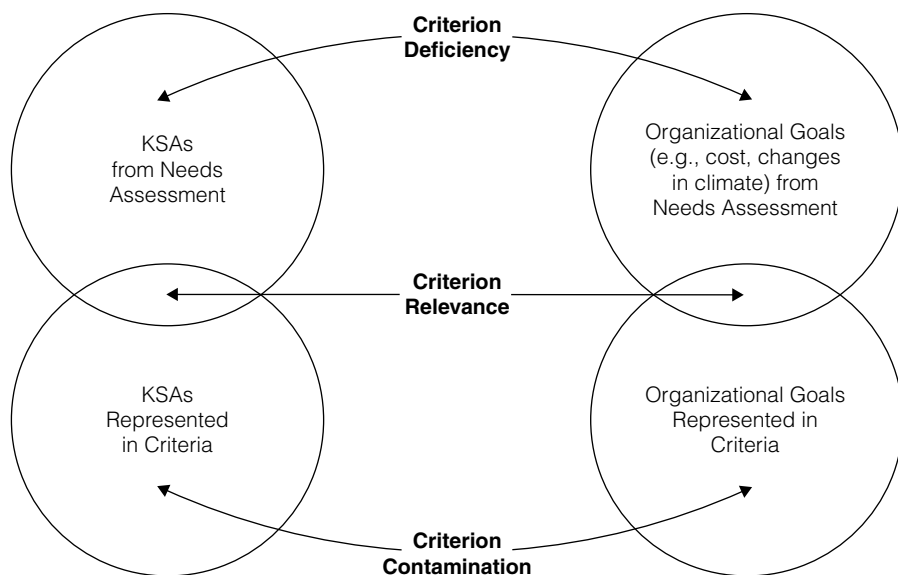 Criterion
Deficiency
KSAs
from Needs
Assessment
Organizational Goals
(e.g., cost, changes
in climate) from
Needs Assessment
Criterion
Relevance
KSAs
Represented
in Criteria
Organizational Goals
Represented in
Criteria
Criterion
Contamination